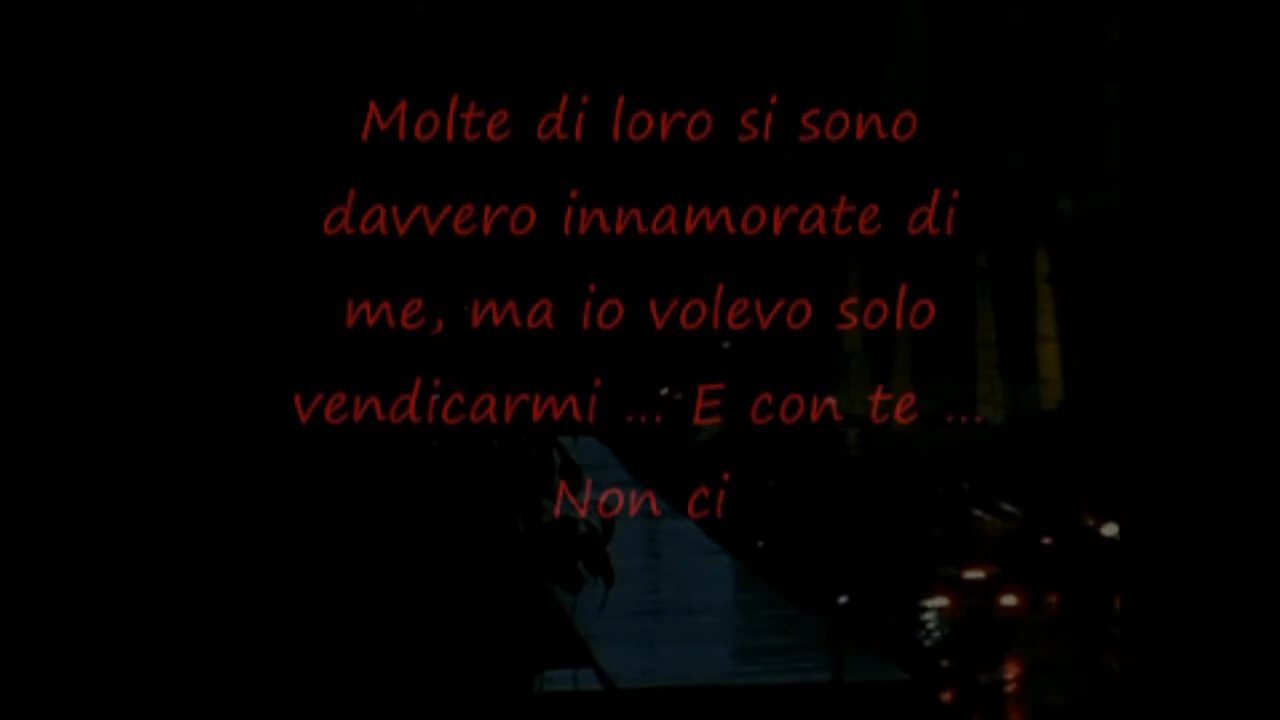 Molte di loro si sono
davvero innamorate di
me, ma io volevo solo
vendicarmi ... E con te ...
Non ci